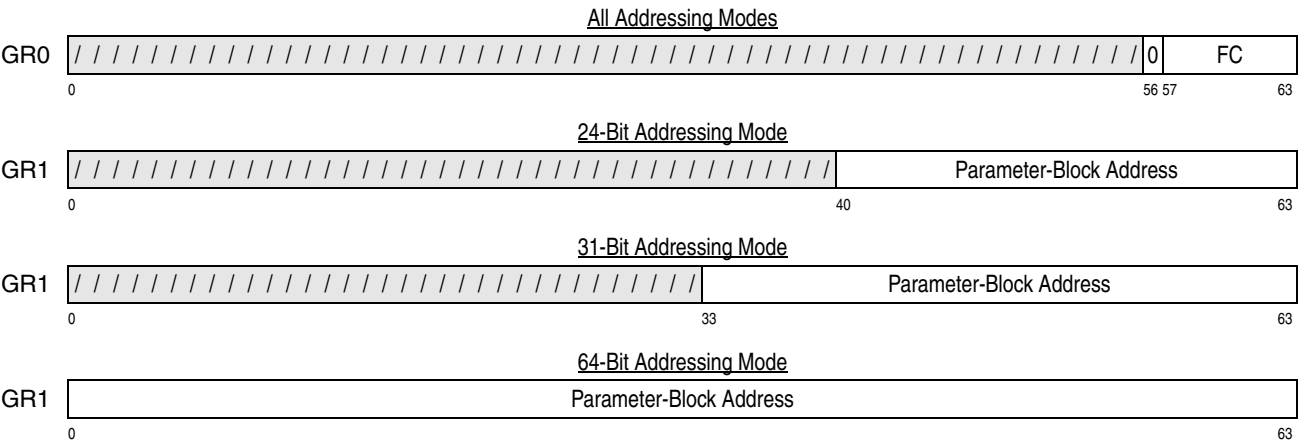 All Addressing Modes
GR0 / / / / / / / / / / / / / / / / / / / / / / / / / / / / / / / / / / / / / / / / / / / / / / / / / / / / / / / / / 0 FC
0 56 57 63
24-Bit Addressing Mode
GR1 / / / / / / / / / / / / / / / / / / / / / / / / / / / / / / / / / / / / / / / / Parameter-Block Address
0 40 63
31-Bit Addressing Mode
GR1 / / / / / / / / / / / / / / / / / / / / / / / / / / / / / / / / / Parameter-Block Address
0 33 63
64-Bit Addressing Mode
GR1 Parameter-Block Address
0 63